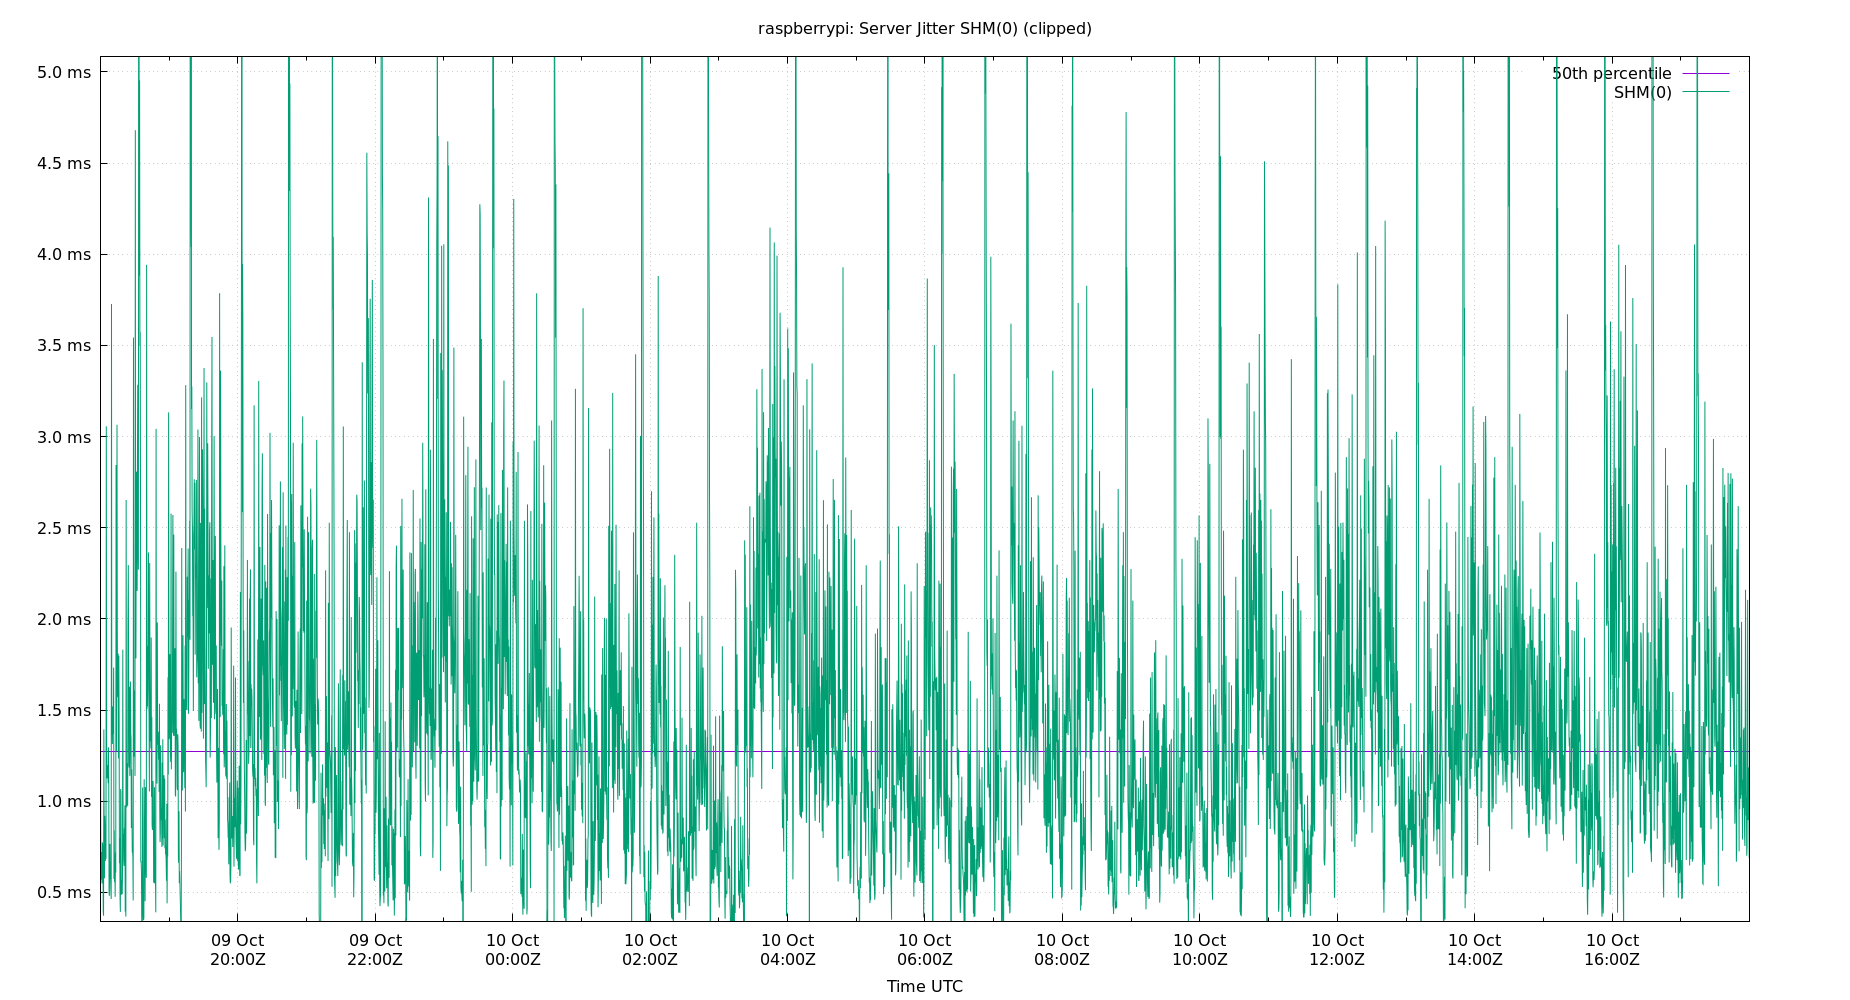 raspberrypi: Server Jitter SHM(0) (clipped)
50th percentile
SHM(0)
5.0 ms
4.5 ms
4.0 ms
3.5 ms
3.0 ms
2.5 ms
2.0 ms
1.5 ms
1.0 ms
0.5 ms
09 Oct 09 Oct 10 Oct 10 Oct 10 Oct 10 Oct 10 Oct 10 Oct 10 Oct 10 Oct 10 Oct
20:00Z 22:00Z 00:00Z 02:00Z 04:00Z 06:00Z 08:00Z 10:00Z 12:00Z 14:00Z 16:00Z
Time UTC